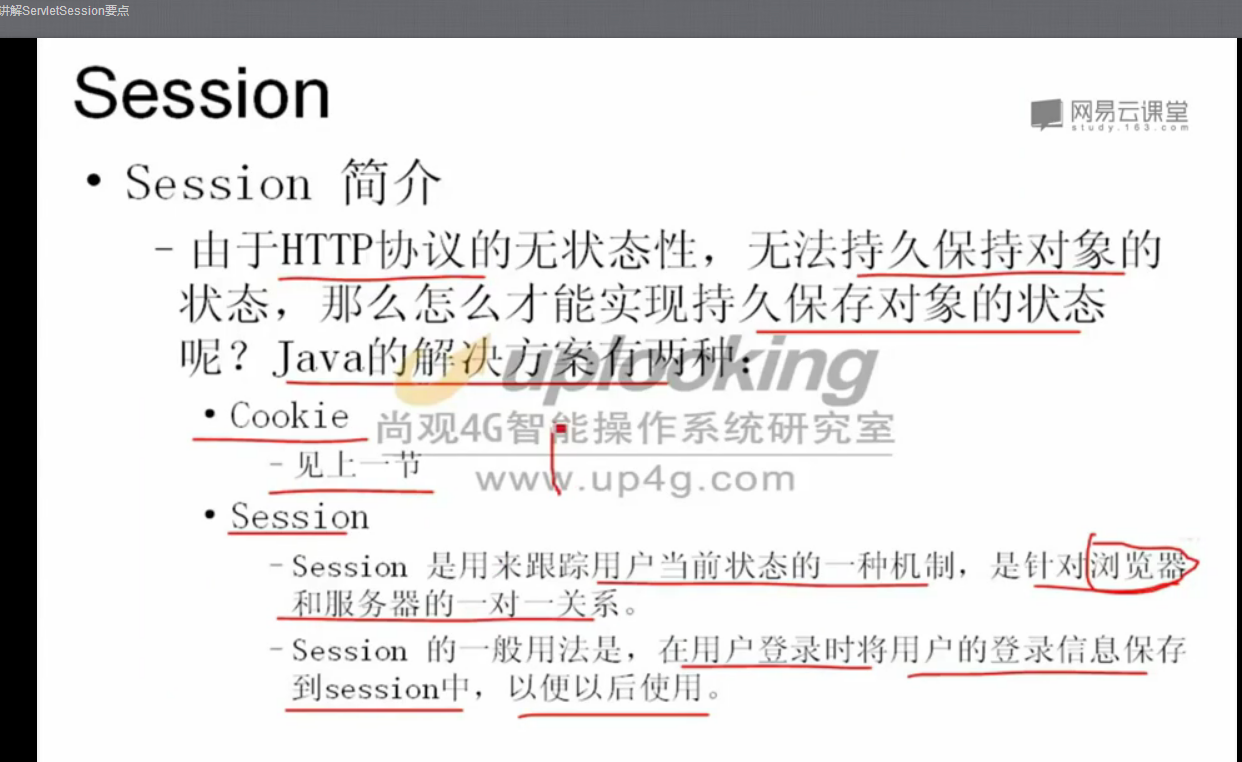 讲解ServletSession要点
Session
网易云课堂
study.163.com
• Session 简介
– 由于HTTP协议的无状态性，无法持久保持对象的
状态，那么怎么才能实现持久保存对象的状态
呢？Java的解决方案有两种：
uplooking
• Cookie
尚观4G智能操作系统研究室
– 见上一节
www.up4g.com
• Session
– Session 是用来跟踪用户当前状态的一种机制，是针对浏览器
和服务器的一对一关系。
– Session 的一般用法是，在用户登录时将用户的登录信息保存
到session中，以便以后使用。